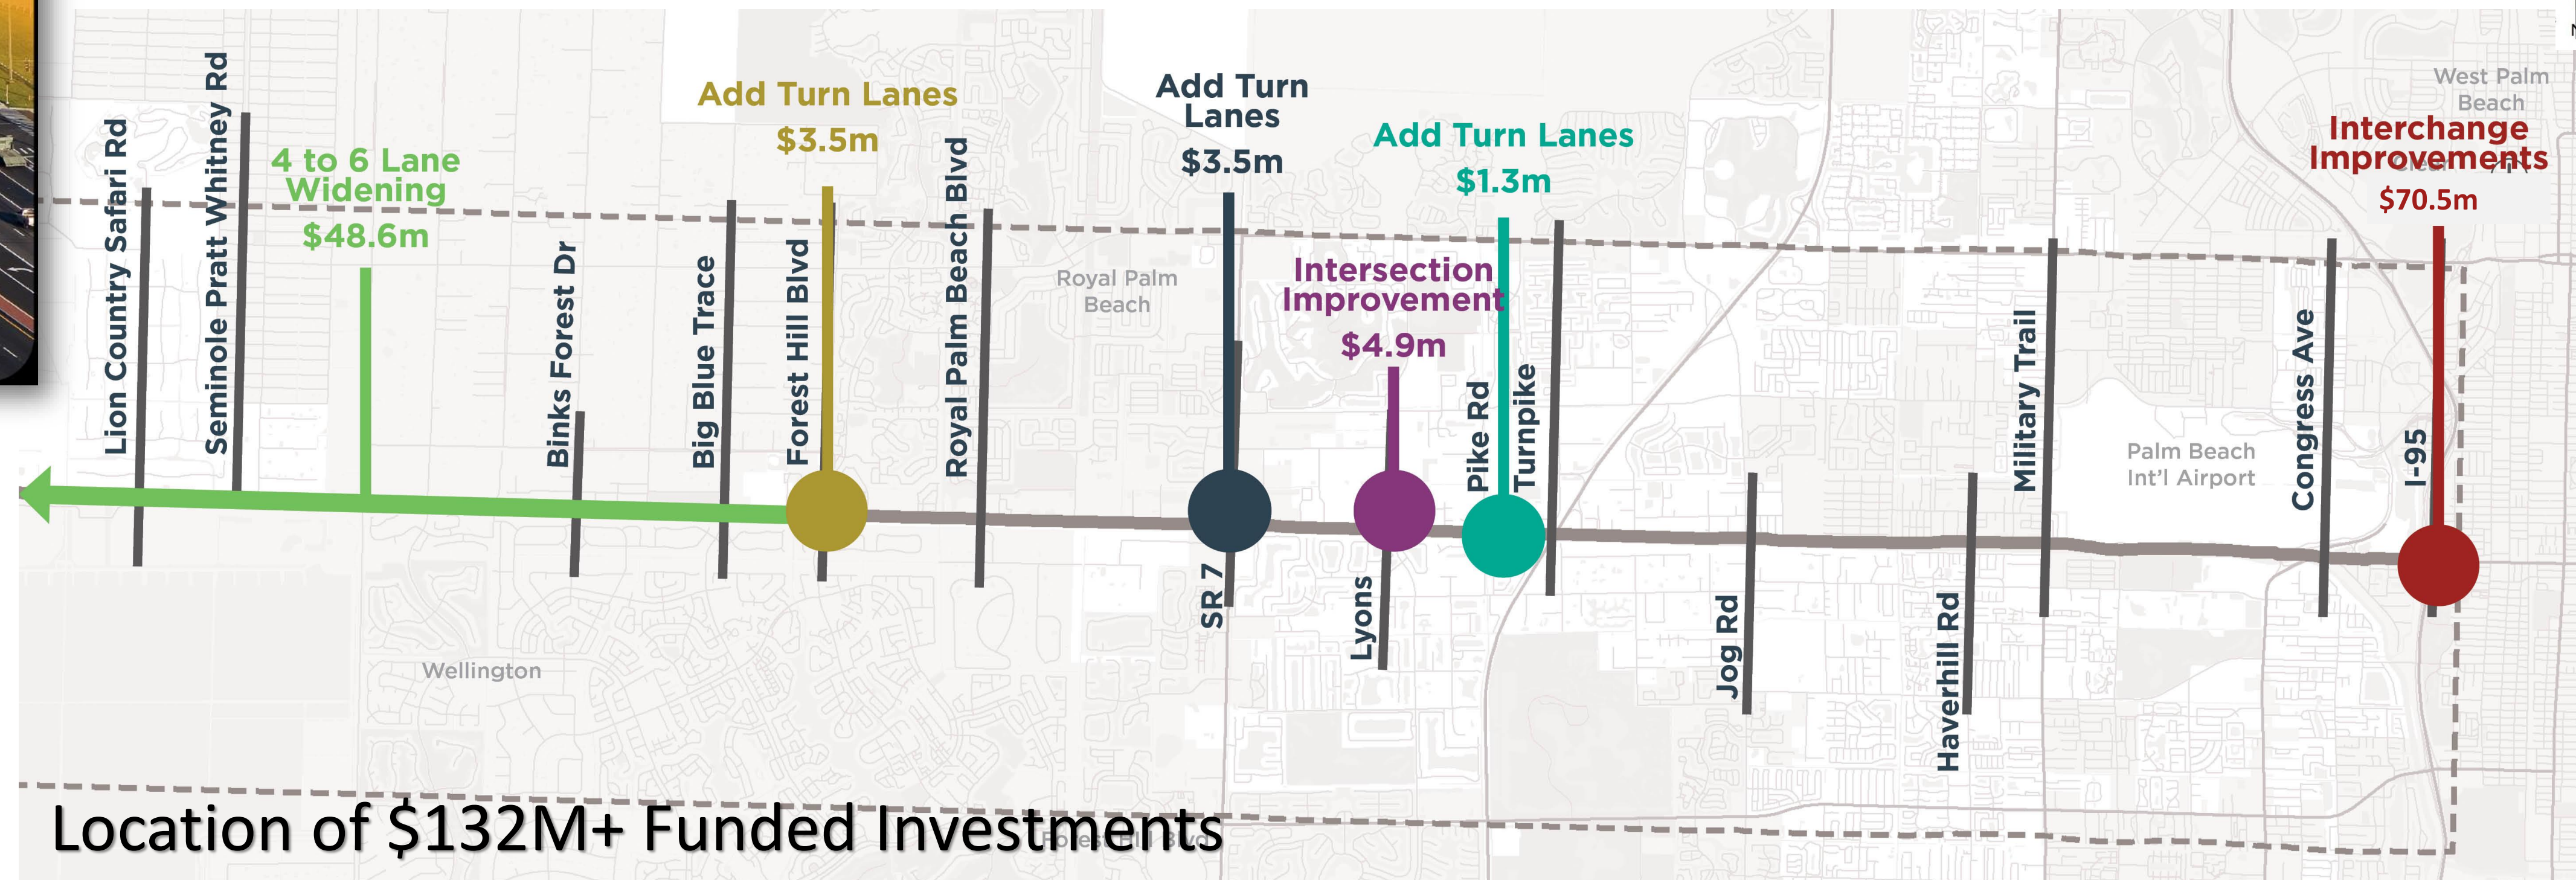 Lion Country Safari Rd
Seminole Pratt Whitney Rd
4 to 6 Lane
Widening
$48.6m
Binks Forest Dr
Big Blue Trace
Add Turn Lanes
$3.5m
Forest Hill Blvd
Royal Palm Beach Blvd
Royal Palm
Beach
Add Turn
Lanes
$3.5m
SR 7
Intersection
Improvement
$4.9m
Lyons
Add Turn Lanes
$1.3m
Pike Rd
Turnpike
Jog Rd
Haverhill Rd
Military Trail
Palm Beach
Int'l Airport
Congress Ave
I-95
West Palm
Beach
Interchange
Improvements
$70.5m
Wellington
Forest Hill Blvd
Location of $132M+ Funded Investments